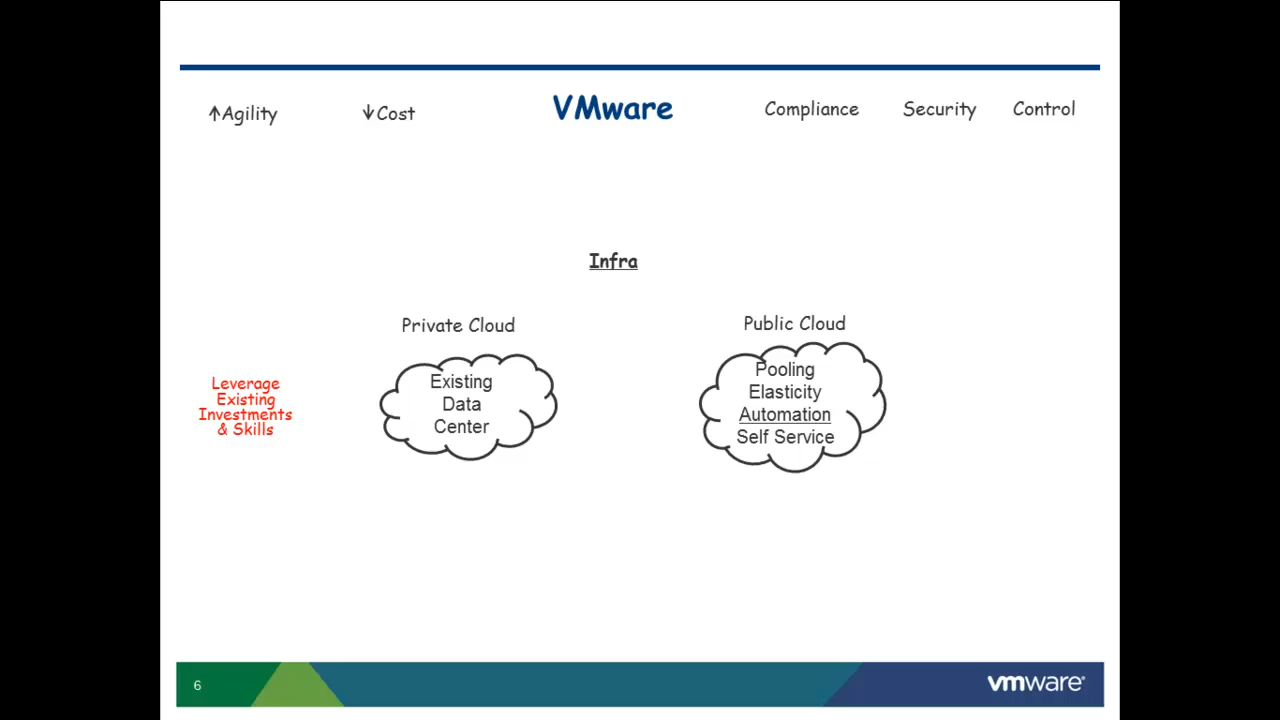 ↑Agility ↓Cost VMware Compliance Security Control
Infra
Private Cloud Public Cloud
Existing
Data
Center
Pooling
Elasticity
Automation
Self Service
Leverage
Existing
Investments
& Skills
6 vmware®